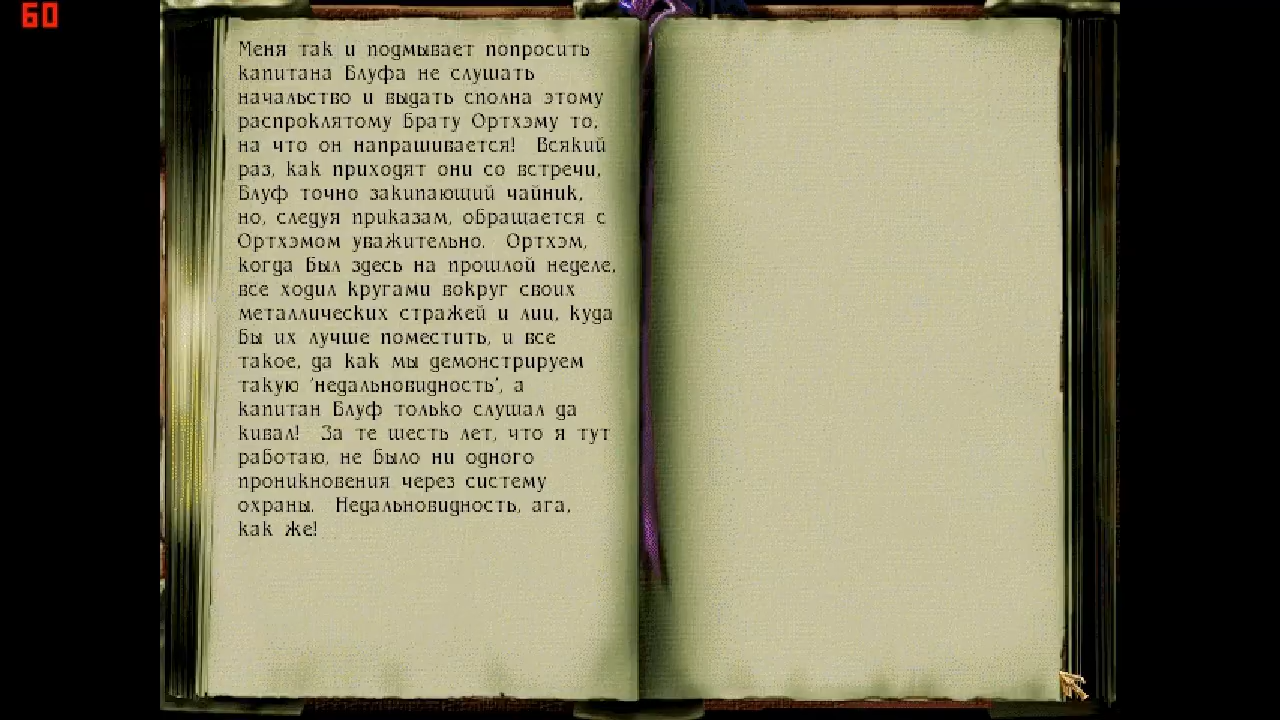 60
Меня так и подмывает попросить
капитана Блуфа не слушать
начальство и выдать сполна этому
распроклятому Брату Ортхэму то,
на что он напрашивается!  Всякий
раз, как приходят они со встречи,
Блуф точно закипающий чайник,
но, следуя приказам, обращается с
Ортхэмом уважительно.  Ортхэм,
когда был здесь на прошлой неделе,
все ходил кругами вокруг своих
металлических стражей и лиц, куда
бы их лучше поместить, и все
такое, да как мы демонстрируем
такую 'недальновидность', а
капитан Блуф только слушал да
кивал!  За те шесть лет, что я тут
работаю, не было ни одного
проникновения через систему
охраны.  Недальновидность, ага,
как же!